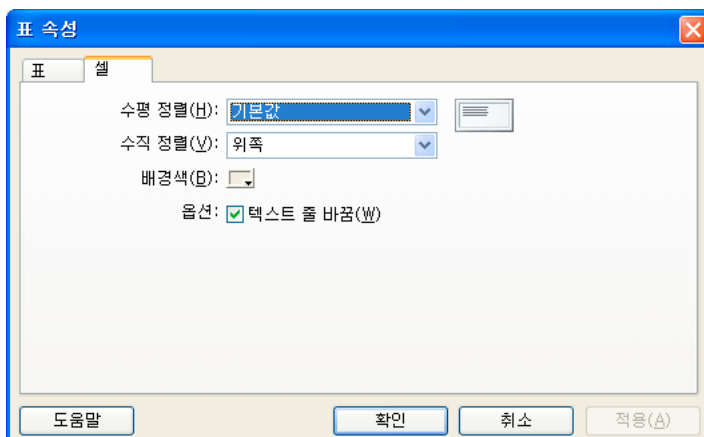 표 속성
표 셀
수평 정렬(H): 기본값
수직 정렬(V): 위쪽
배경색(B):
옵션: 텍스트 줄 바꿈(W)
도움말 확인 취소 적용(A)